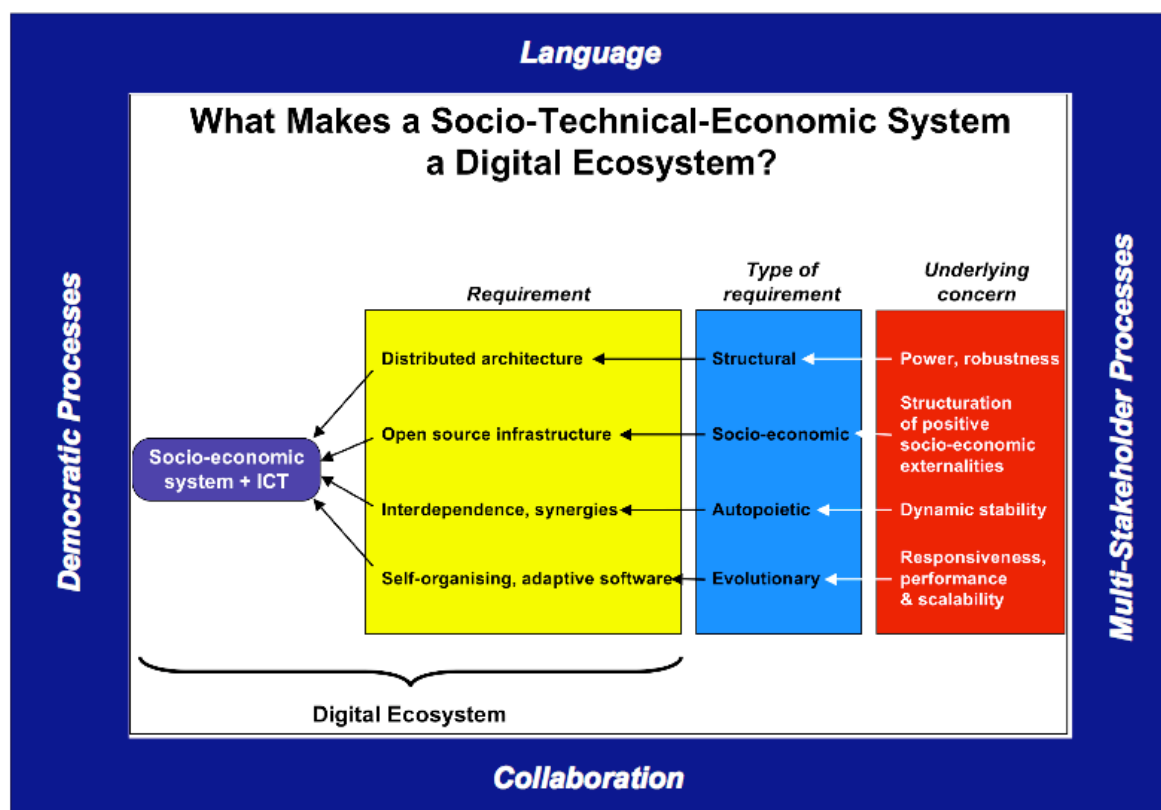 Language
What Makes a Socio-Technical-Economic System
a Digital Ecosystem?
Democratic Processes
Multi-Stakeholder Processes
Requirement
Type of
requirement
Underlying
concern
Distributed architecture
Structural
Power, robustness
Open source infrastructure
Socio-economic
Structuration
of positive
socio-economic
externalities
Socio-economic
system + ICT
Interdependence, synergies
Autopoietic
Dynamic stability
Self-organising, adaptive software
Evolutionary
Responsiveness,
performance
& scalability
Digital Ecosystem
Collaboration